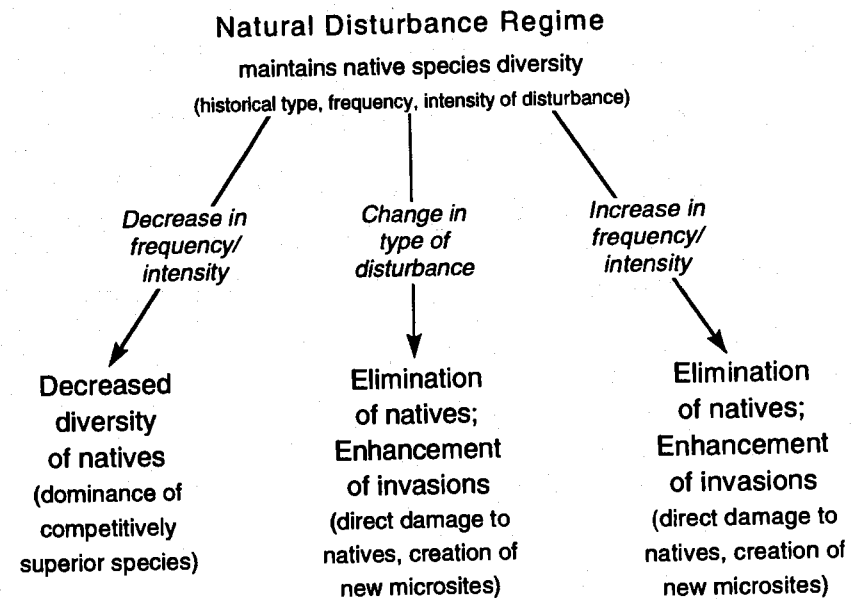 Natural Disturbance Regime
maintains native species diversity
(historical type, frequency, intensity of disturbance)
Decrease in
frequency/
intensity
Change in
type of
disturbance
Increase in
frequency/
intensity
Decreased
diversity
of natives
(dominance of
competitively
superior species)
Elimination
of natives;
Enhancement
of invasions
(direct damage to
natives, creation of
new microsites)
Elimination
of natives;
Enhancement
of invasions
(direct damage to
natives, creation of
new microsites)